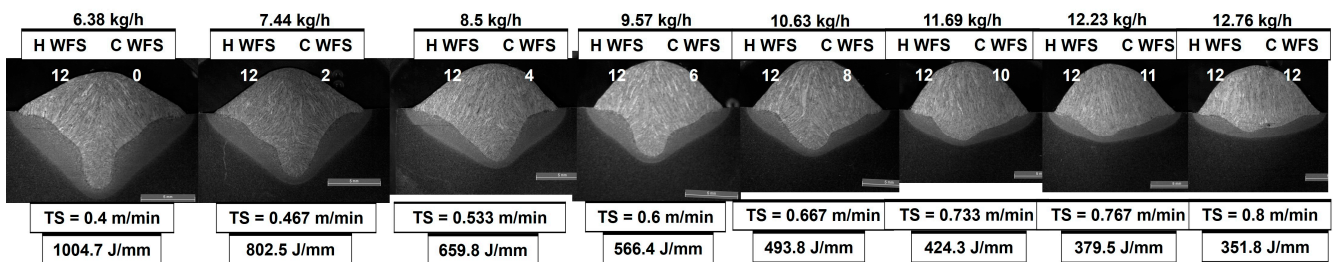 6.38 kg/h 7.44 kg/h 8.5 kg/h 9.57 kg/h 10.63 kg/h 11.69 kg/h 12.23 kg/h 12.76 kg/h
H WFS C WFS H WFS C WFS H WFS C WFS H WFS C WFS H WFS C WFS H WFS C WFS H WFS C WFS H WFS C WFS
12 0 12 2 12 4 12 6 12 8 12 10 12 11 12 12
TS = 0.4 m/min TS = 0.467 m/min TS = 0.533 m/min TS = 0.6 m/min TS = 0.667 m/min TS = 0.733 m/min TS = 0.767 m/min TS = 0.8 m/min
1004.7 J/mm 802.5 J/mm 659.8 J/mm 566.4 J/mm 493.8 J/mm 424.3 J/mm 379.5 J/mm 351.8 J/mm